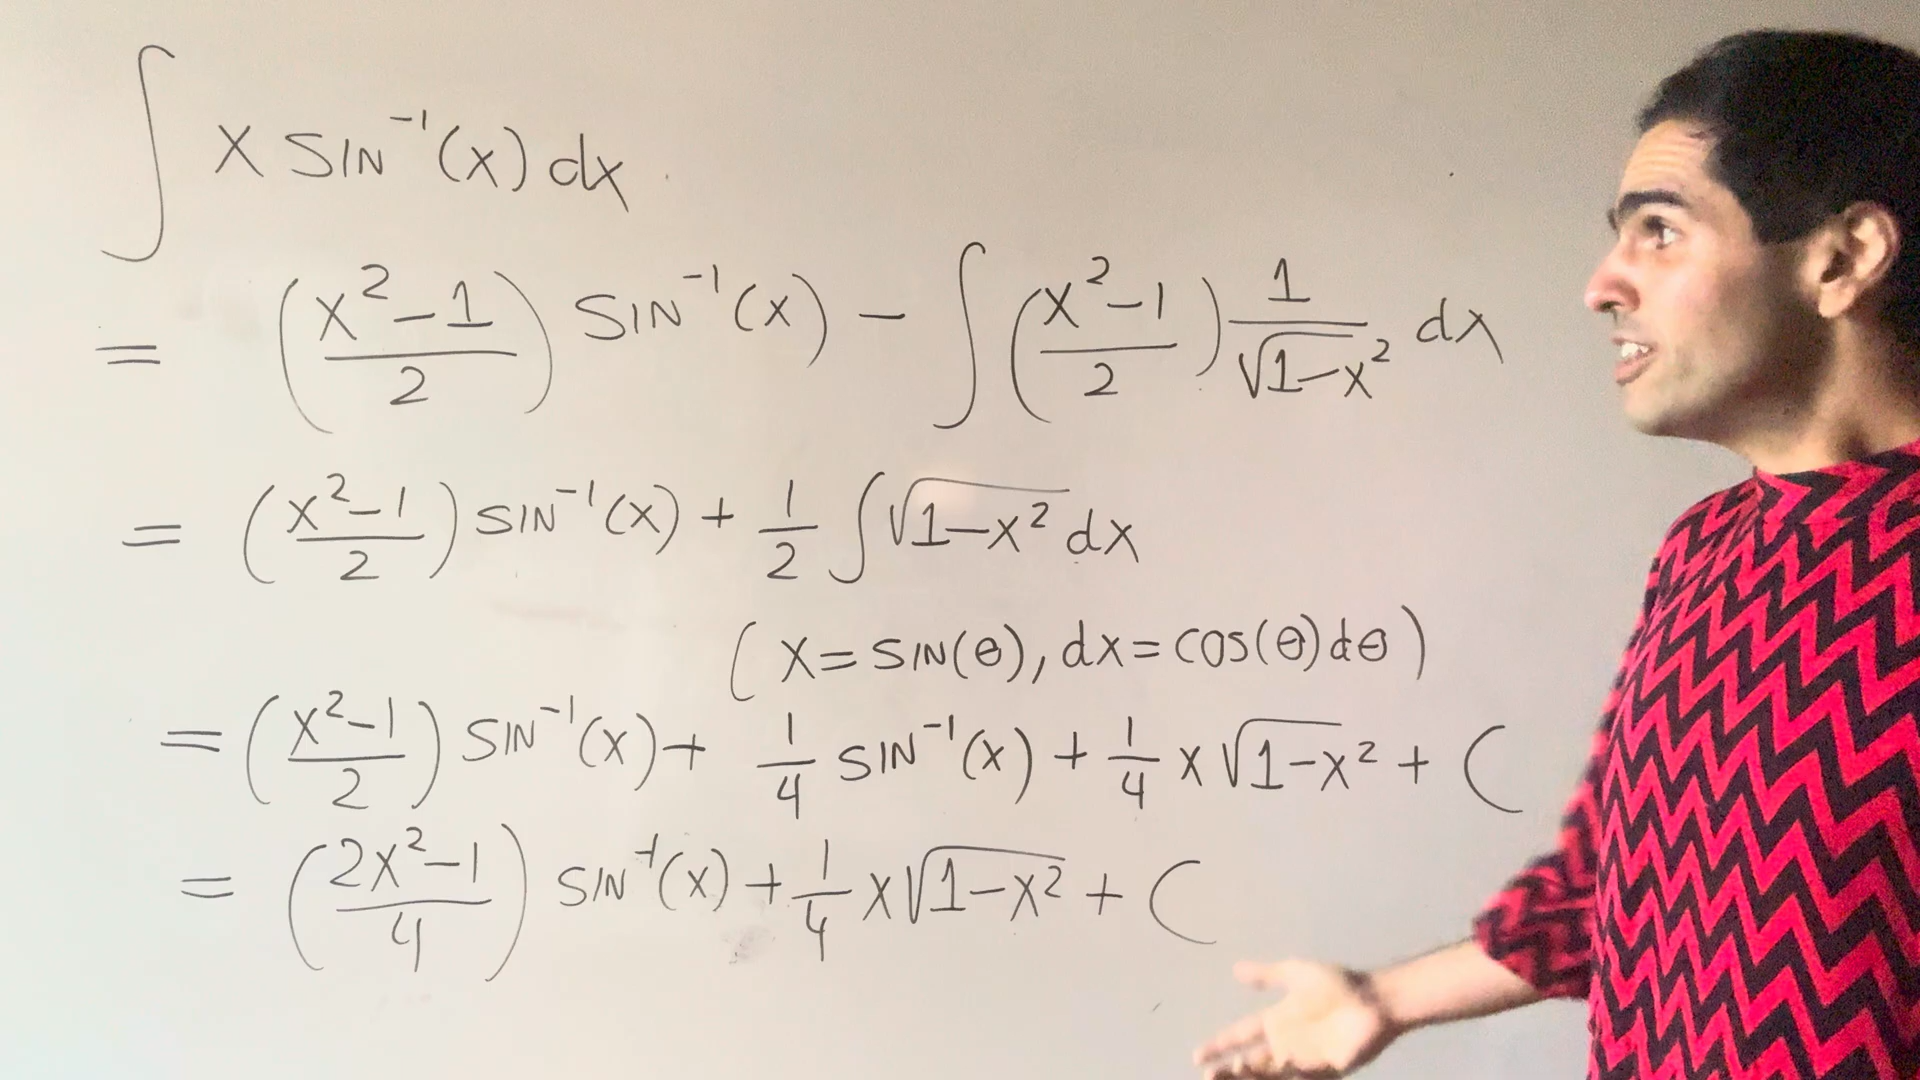 ∫ x SIN⁻¹(x) dx
= ((x²−1)/2) SIN⁻¹(x) − ∫ ((x²−1)/2) 1/√(1−x²) dx
= ((x²−1)/2) SIN⁻¹(x) + 1/2 ∫ √(1−x²) dx
(x = SIN(θ), dx = COS(θ)dθ)
= ((x²−1)/2) SIN⁻¹(x) + 1/4 SIN⁻¹(x) + 1/4 x √(1−x²) + C
= ((2x²−1)/4) SIN⁻¹(x) + 1/4 x√(1−x²) + C